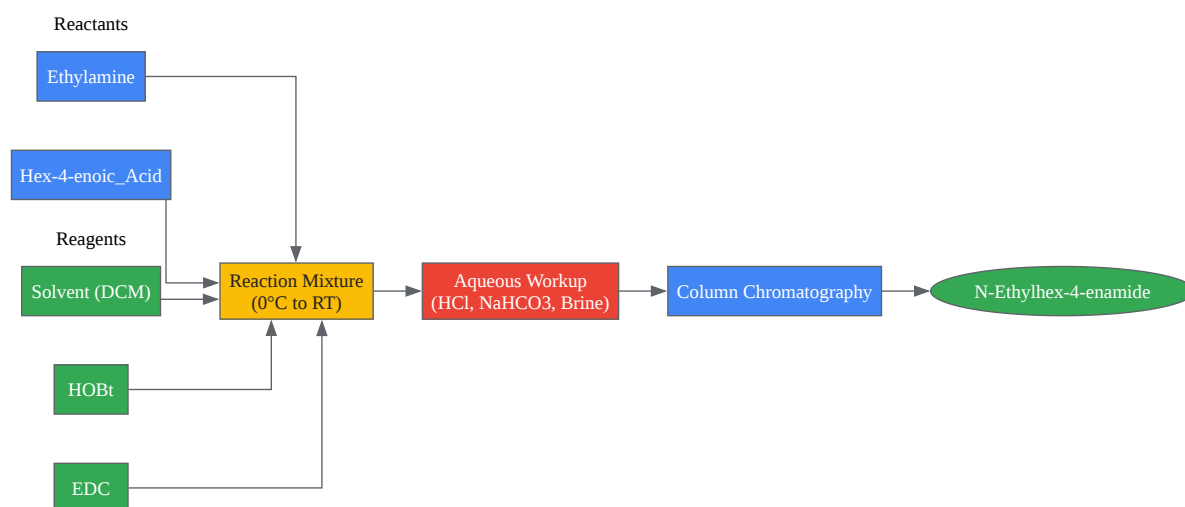 Reactants
Ethylamine
Hex-4-enoic_Acid
Reagents
Solvent (DCM)
HOBt
EDC
Reaction Mixture
(0°C to RT)
Aqueous Workup
(HCl, NaHCO3, Brine)
Column Chromatography
N-Ethylhex-4-enamide